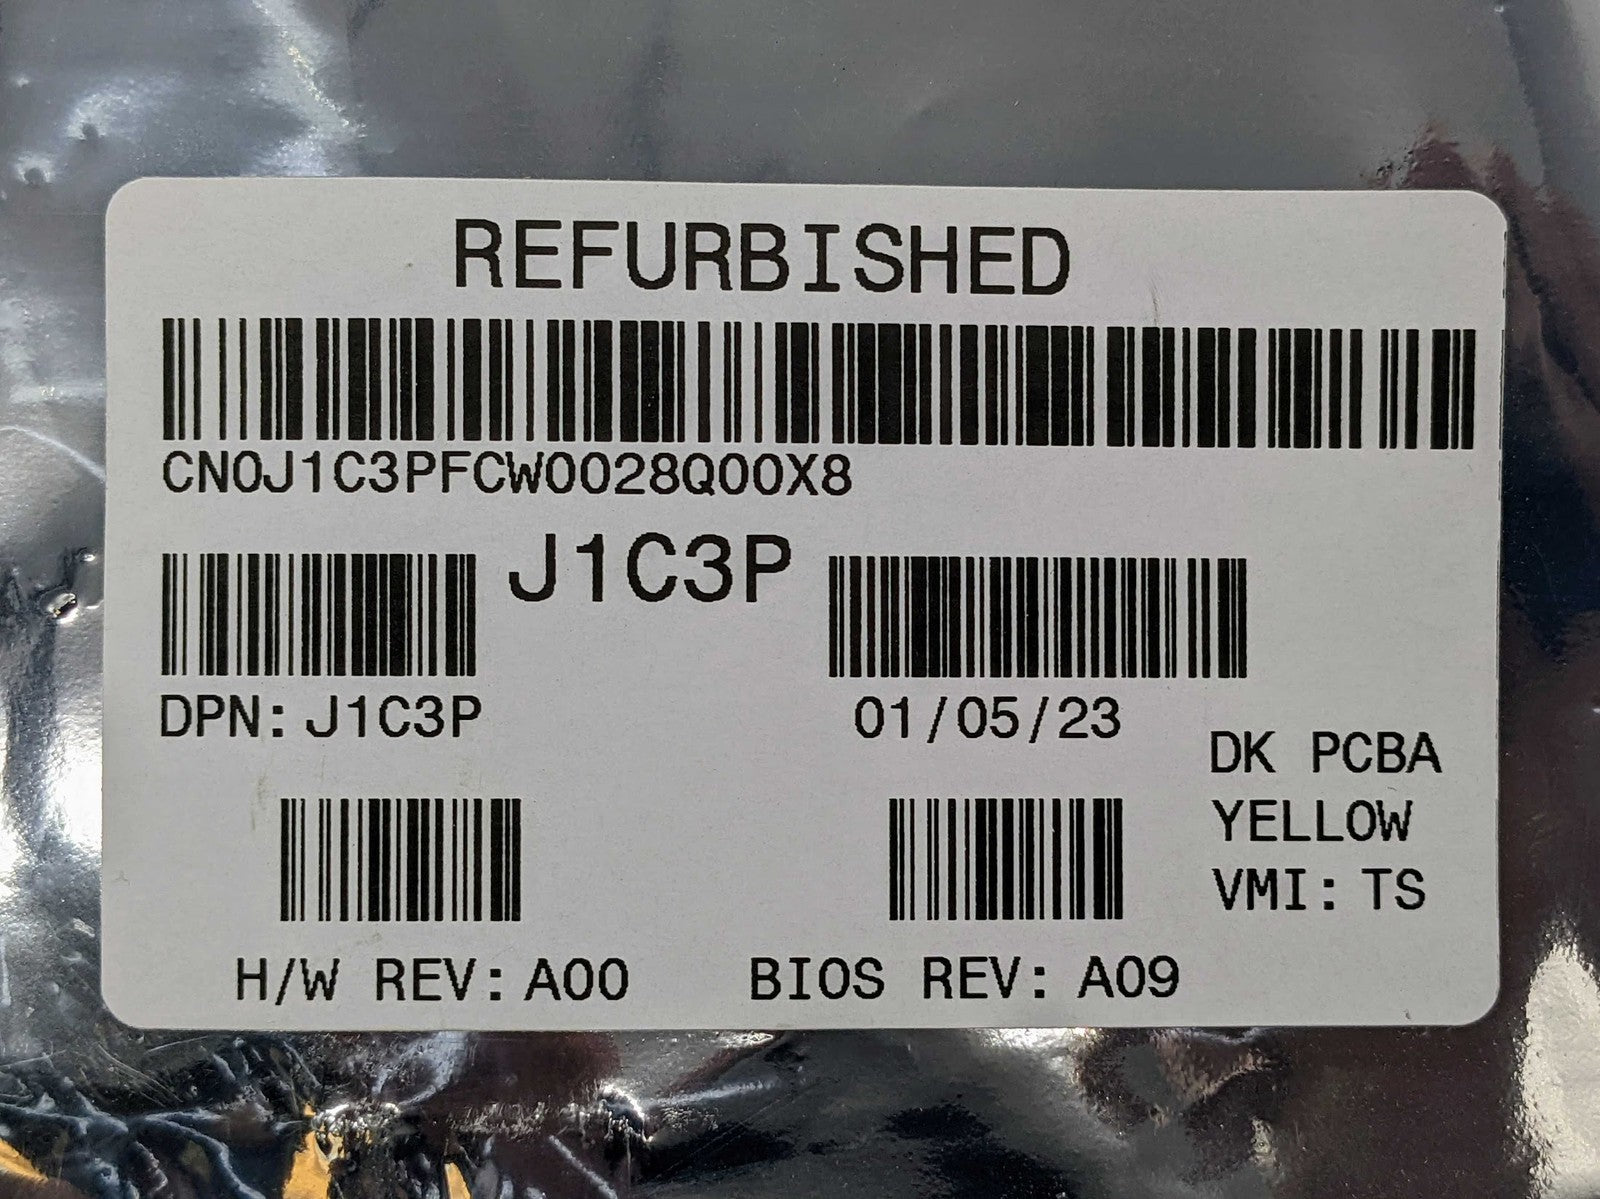 REFURBISHED
CN0J1C3PFCW0028Q00X8
J1C3P
DPN: J1C3P
01/05/23
DK PCBA
YELLOW
VMI: TS
H/W REV: A00
BIOS REV: A09